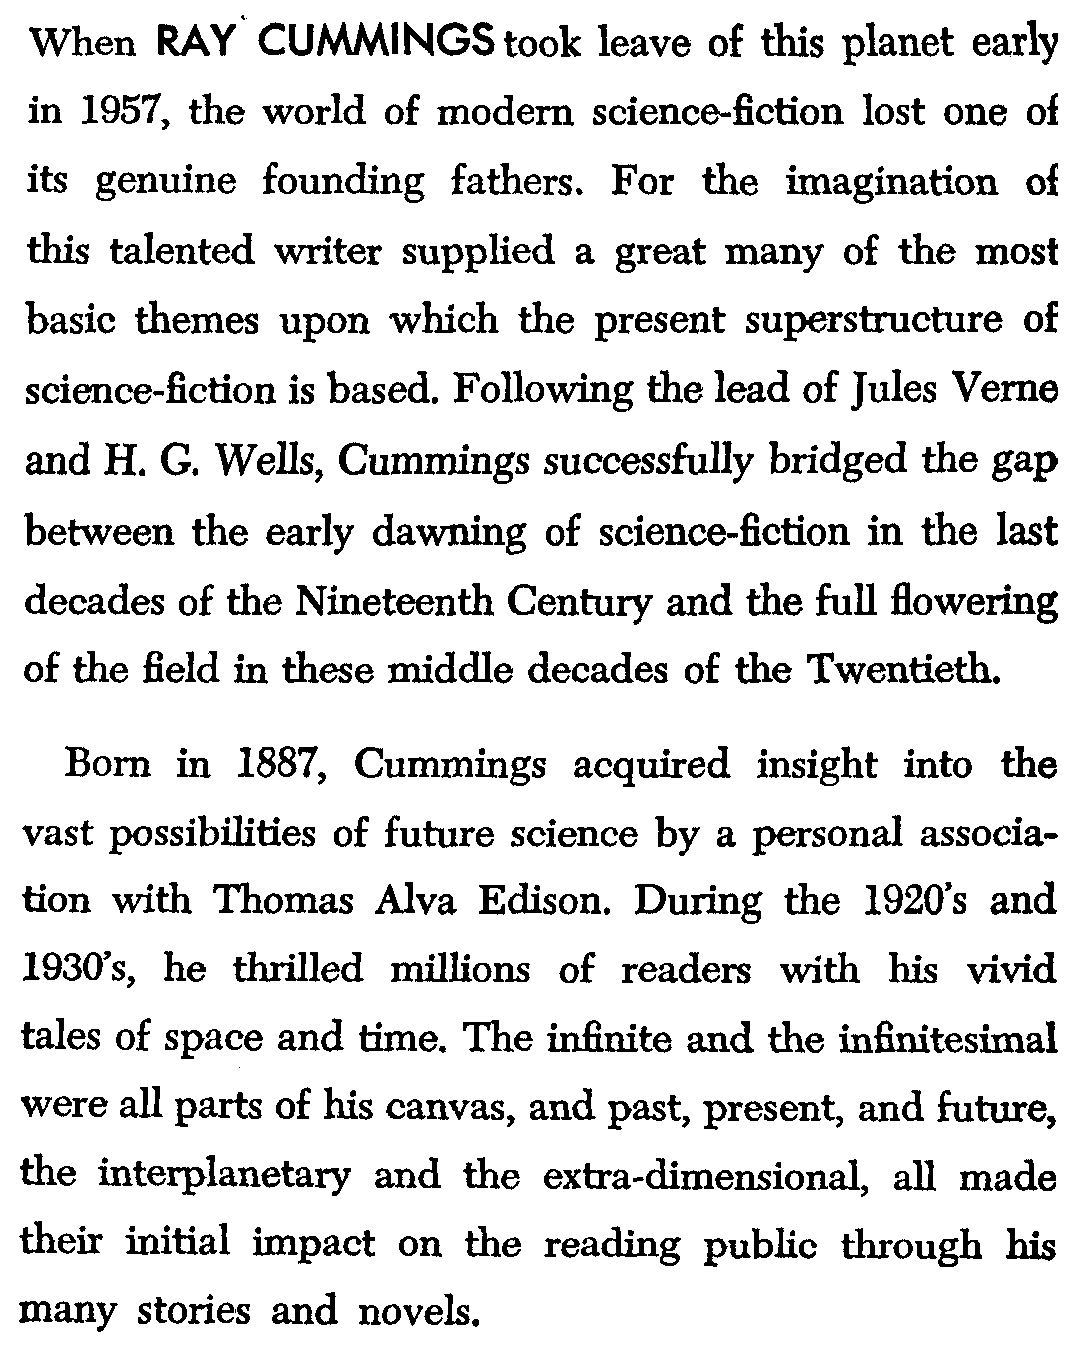 When RAY CUMMINGS took leave of this planet early
in 1957, the world of modern science-fiction lost one of
its genuine founding fathers. For the imagination of
this talented writer supplied a great many of the most
basic themes upon which the present superstructure of
science-fiction is based. Following the lead of Jules Verne
and H. G. Wells, Cummings successfully bridged the gap
between the early dawning of science-fiction in the last
decades of the Nineteenth Century and the full flowering
of the field in these middle decades of the Twentieth.
Born in 1887, Cummings acquired insight into the
vast possibilities of future science by a personal associa-
tion with Thomas Alva Edison. During the 1920's and
1930's, he thrilled millions of readers with his vivid
tales of space and time. The infinite and the infinitesimal
were all parts of his canvas, and past, present, and future,
the interplanetary and the extra-dimensional, all made
their initial impact on the reading public through his
many stories and novels.